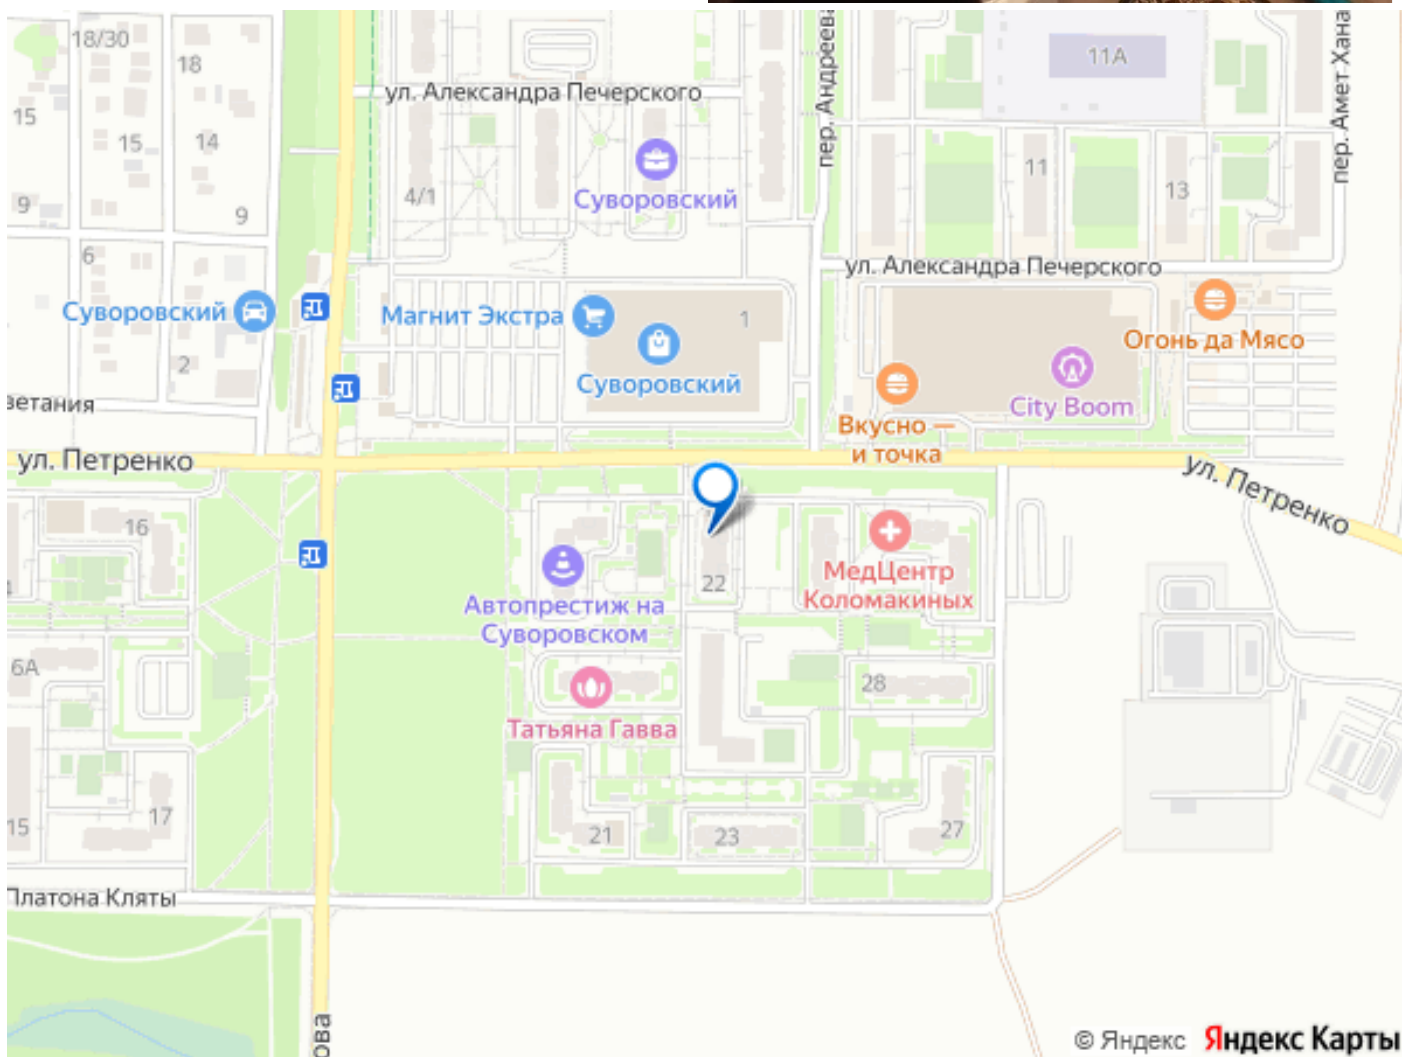 18/30
18
11А
ул. Александра Печерского
пер. Андреева
пер. Амет Хана
15
15
14
11
13
4/1
Суворовский
9
9
6
ул. Александра Печерского
Суворовский
Магнит Экстра
1
Огонь да Мясо
2
Суворовский
City Boom
зетания
Вкусно —
и точка
ул. Петренко
ул. Петренко
16
22
МедЦентр
Коломакиных
Автопрестиж на
Суворовском
6А
28
Татьяна Гавва
15
17
21
23
27
Платона Кляты
ова
© Яндекс Яндекс Карты